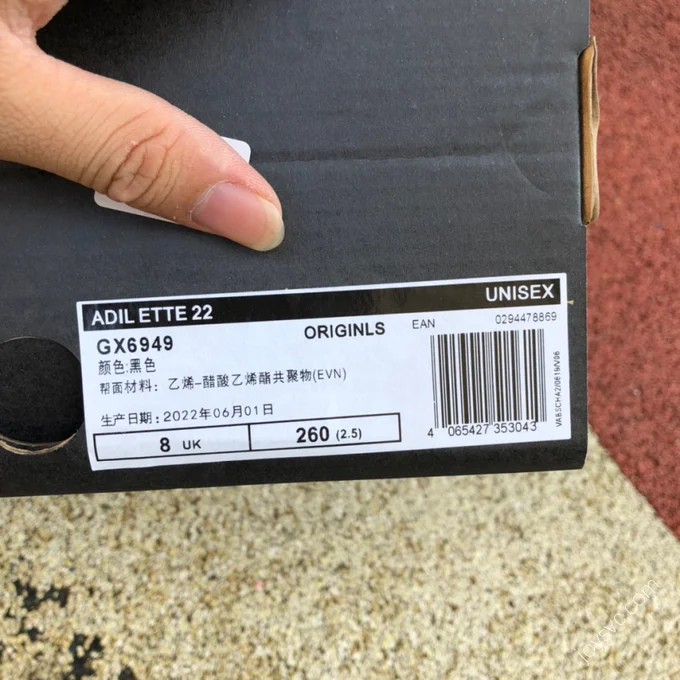 ADIL ETTE 22 UNISEX
GX6949 ORIGINLS EAN 0294478869
颜色:黑色
帮面材料：乙烯-醋酸乙烯酯共聚物(EVN)
生产日期：2022年06月01日
8 UK 260 (2.5)
4 065427 353043